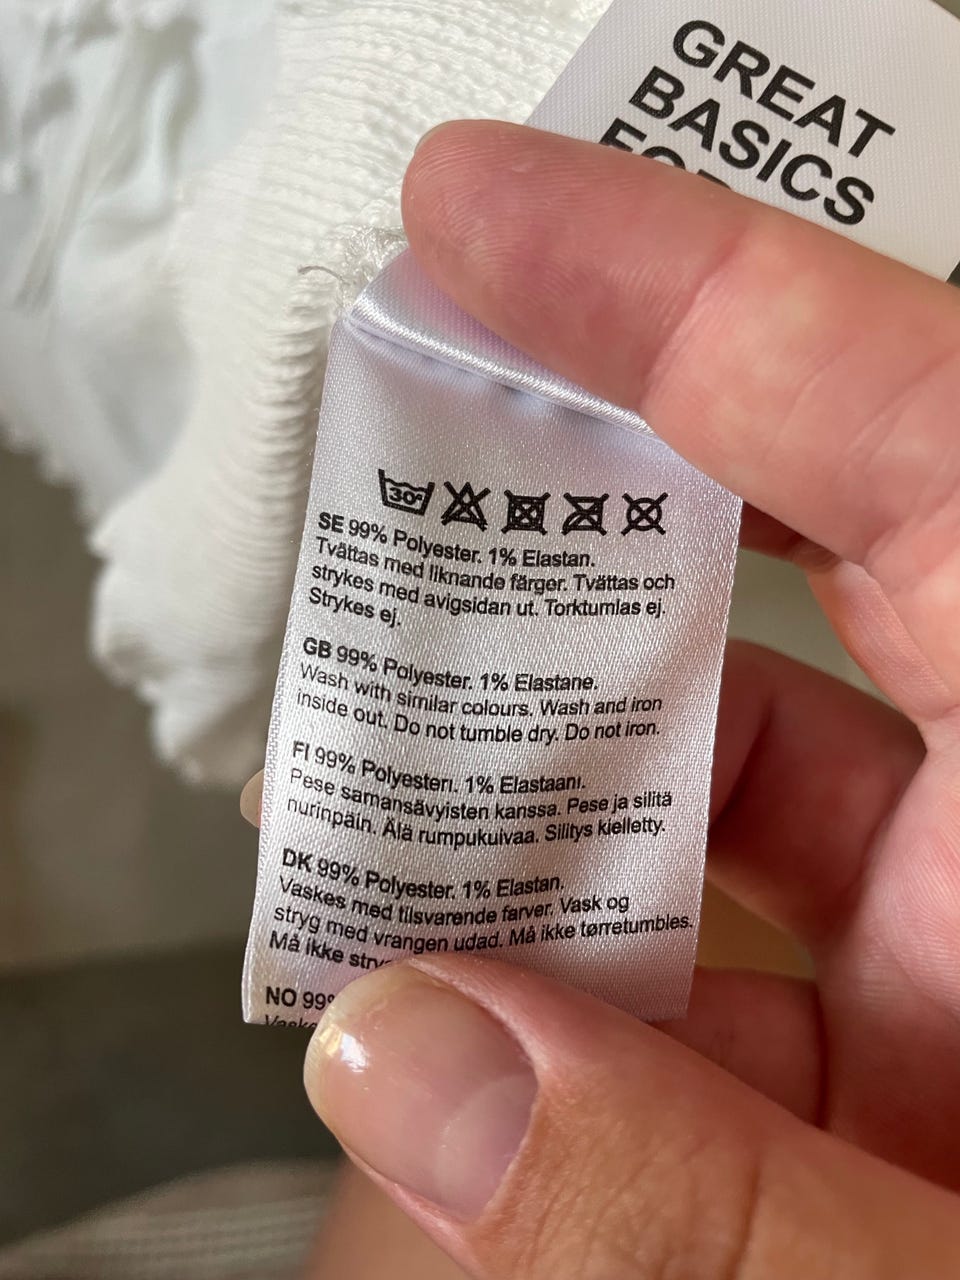 GREAT
BASICS
30°
SE 99% Polyester. 1% Elastan.
Tvättas med liknande färger. Tvättas och
strykes med avigsidan ut. Torktumlas ej.
Strykes ej.
GB 99% Polyester. 1% Elastane.
Wash with similar colours. Wash and iron
inside out. Do not tumble dry. Do not iron.
FI 99% Polyesteri. 1% Elastaani.
Pese samansävyisten kanssa. Pese ja silitä
nurinpäin. Älä rumpukuivaa. Silitys kielletty.
DK 99% Polyester. 1% Elastan.
Vaskes med tilsvarende farver. Vask og
stryg med vrangen udad. Må ikke tørretumbles.
Må ikke
NO 99%